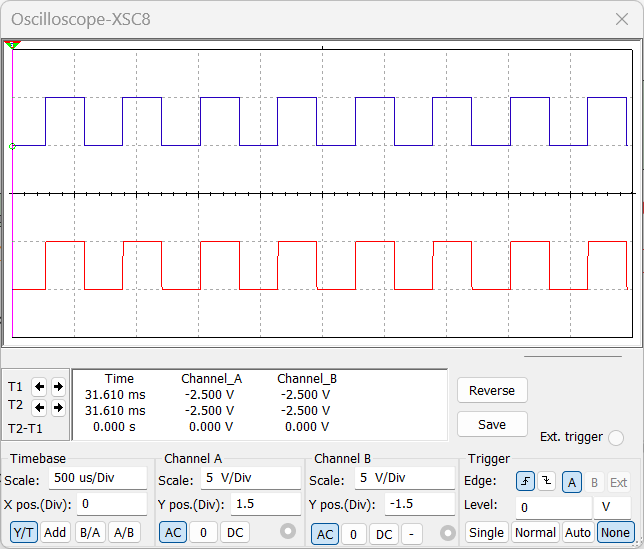 Oscilloscope-XSC8
Time Channel_A Channel_B
T1 31.610 ms -2.500 V -2.500 V
T2 31.610 ms -2.500 V -2.500 V
T2-T1 0.000 s 0.000 V 0.000 V
Reverse
Save
Ext. trigger
Timebase
Scale: 500 us/Div
X pos.(Div): 0
Y/T Add B/A A/B
Channel A
Scale: 5 V/Div
Y pos.(Div): 1.5
AC 0 DC
Channel B
Scale: 5 V/Div
Y pos.(Div): -1.5
AC 0 DC -
Trigger
Edge: A B Ext
Level: 0 V
Single Normal Auto None